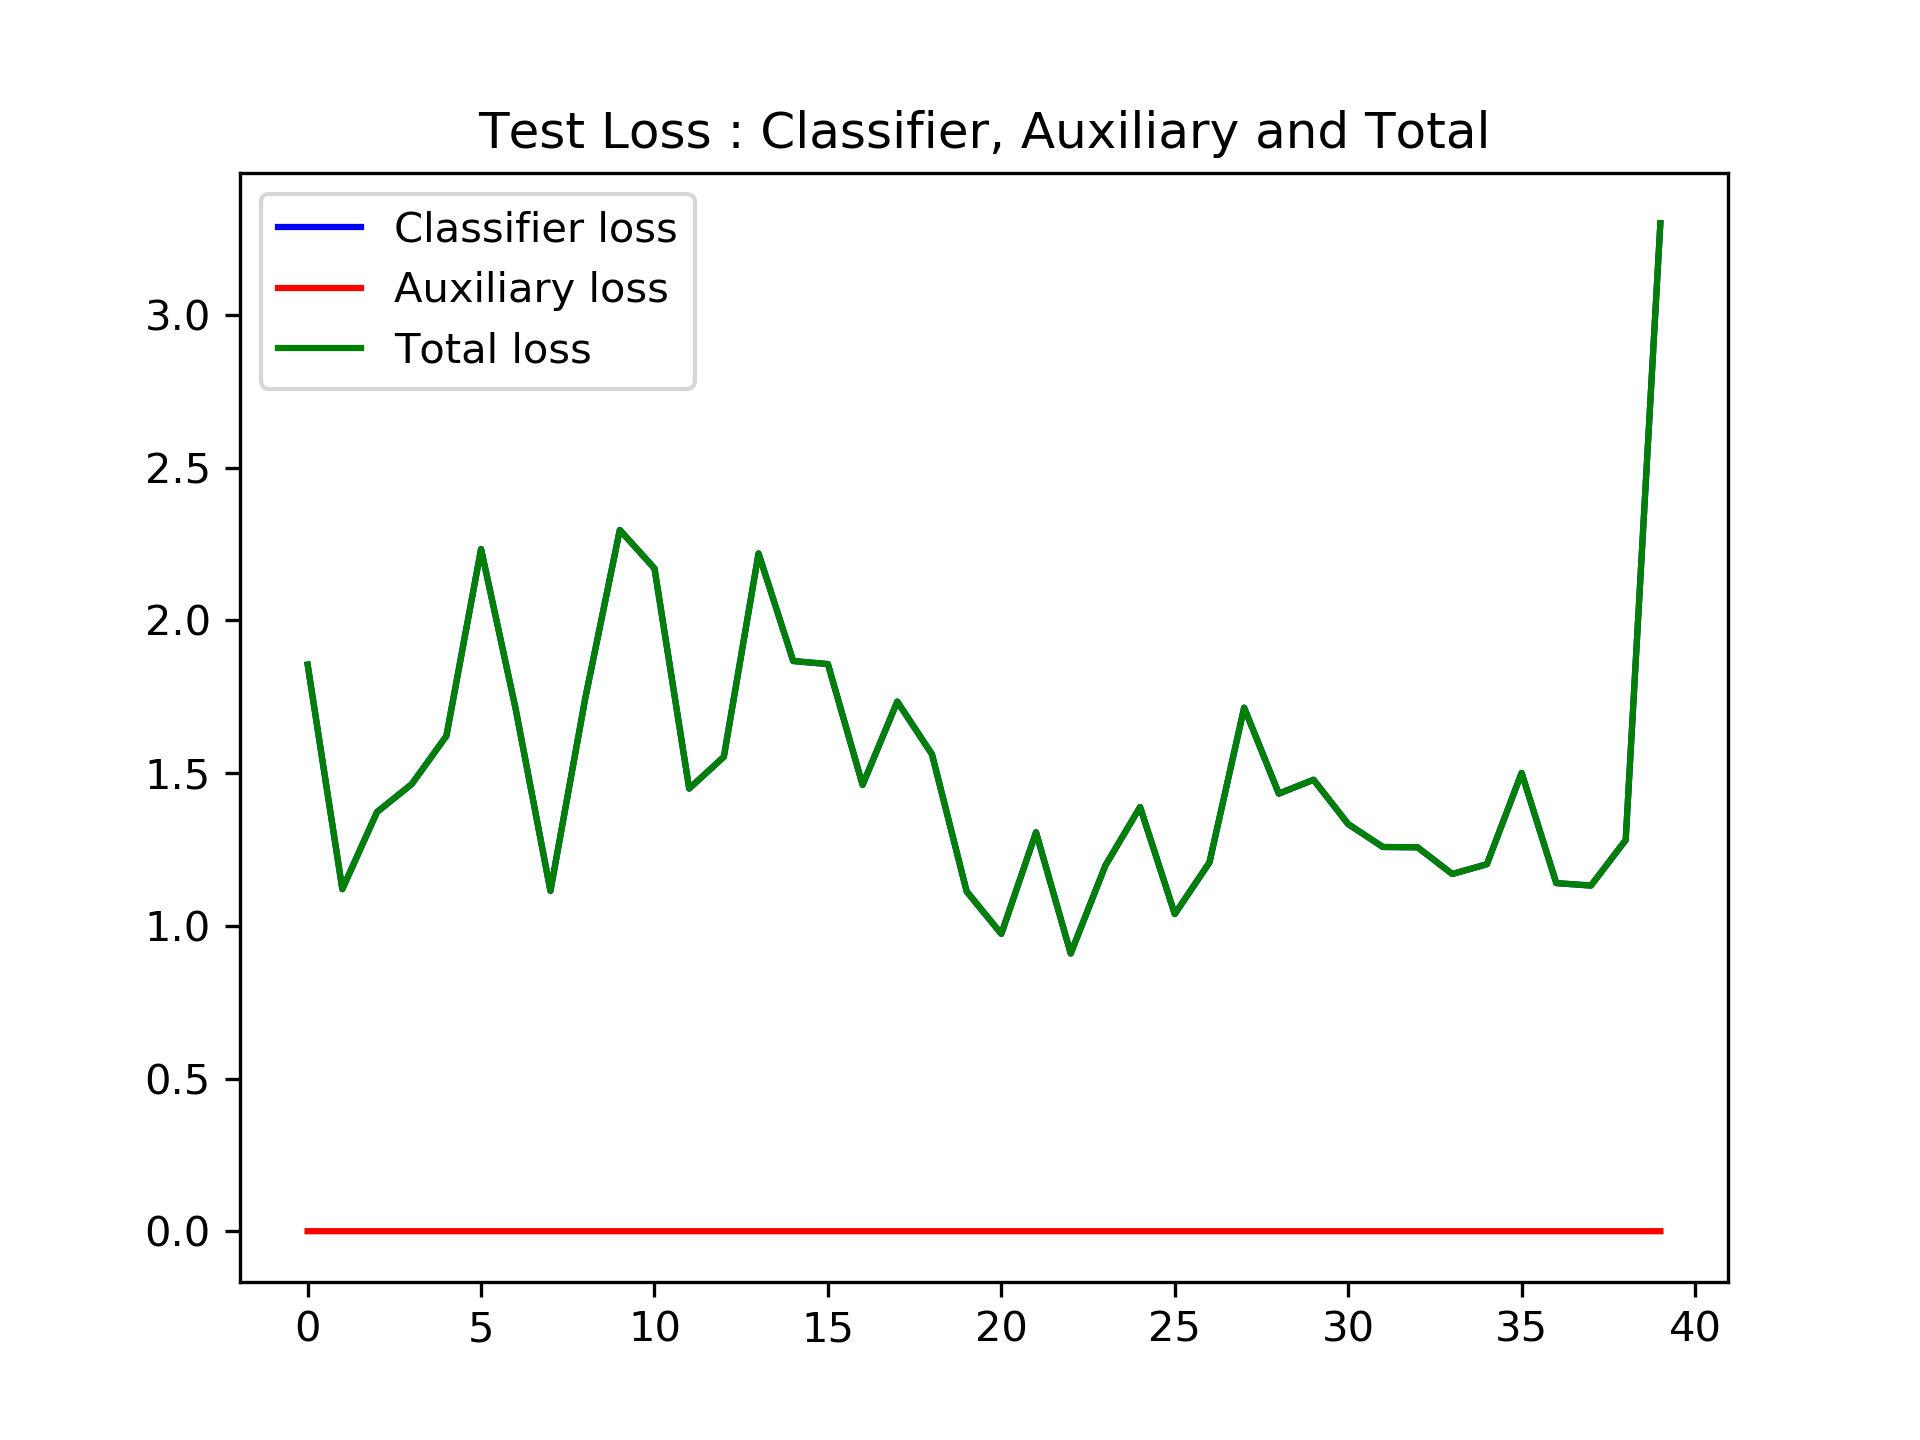 Test Loss : Classifier, Auxiliary and Total
Classifier loss
Auxiliary loss
Total loss
3.0
2.5
2.0
1.5
1.0
0.5
0.0
0 5 10 15 20 25 30 35 40